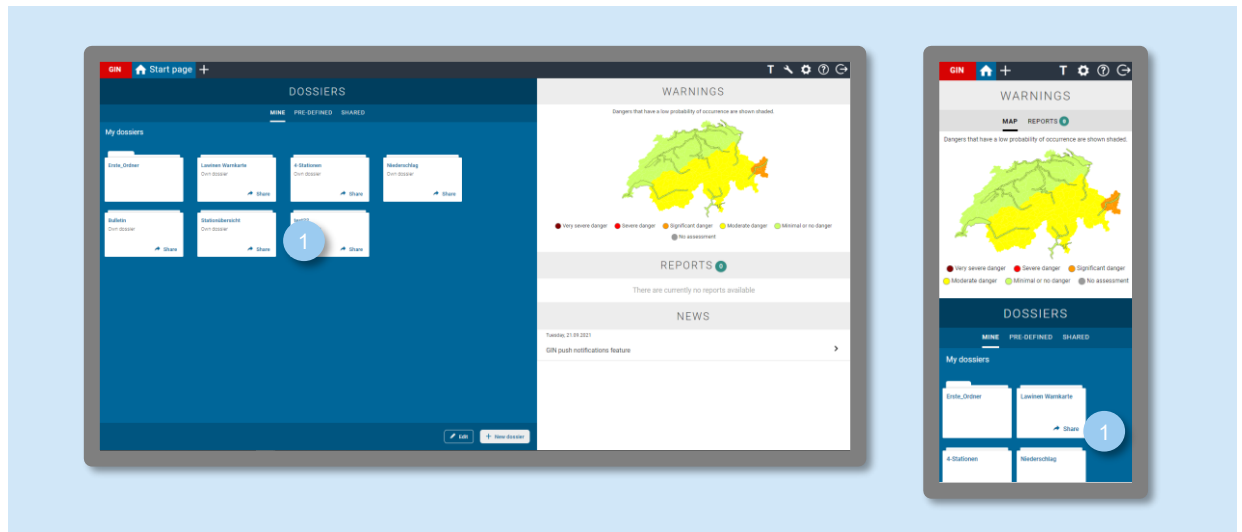 GIN Start page +
DOSSIERS
MINE PRE-DEFINED SHARED
My dossiers
Erste_Ordner
Lawinen Warnkarte
Own dossier
Share
4-Stationen
Own dossier
Share
Niederschlag
Own dossier
Share
Bulletin
Own dossier
Share
Stationsübersicht
Own dossier
Share
1
Share
Edit
+ New dossier
T
WARNINGS
Dangers that have a low probability of occurrence are shown shaded.
Very severe danger Severe danger Significant danger Moderate danger Minimal or no danger
No assessment
REPORTS 0
There are currently no reports available
NEWS
Tuesday, 21.09.2021
GIN push notifications feature
GIN + T
WARNINGS
MAP REPORTS 0
Dangers that have a low probability of occurrence are shown shaded.
Very severe danger Severe danger Significant danger
Moderate danger Minimal or no danger No assessment
DOSSIERS
MINE PRE-DEFINED SHARED
My dossiers
Erste_Ordner
Lawinen Warnkarte
Share
1
4-Stationen
Niederschlag